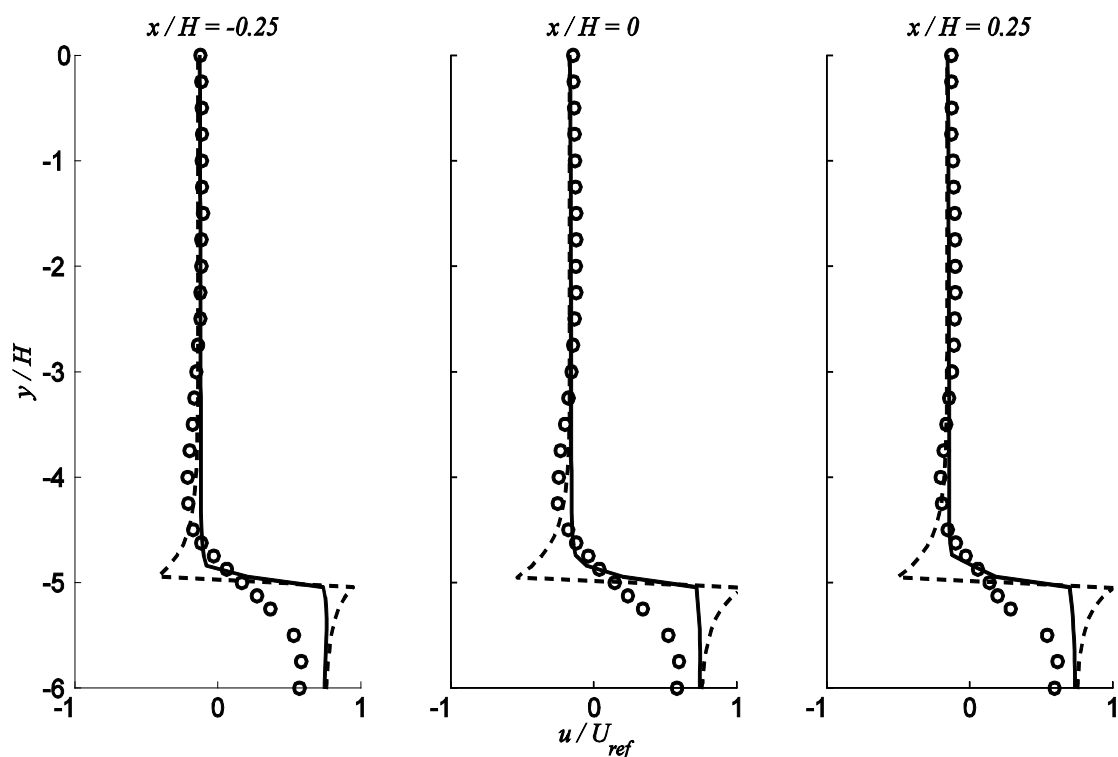 x / H = -0.25
x / H = 0
x / H = 0.25
0
-1
-2
-3
-4
-5
-6
y / H
-1 0 1
-1 0 1
-1 0 1
u / U_ref